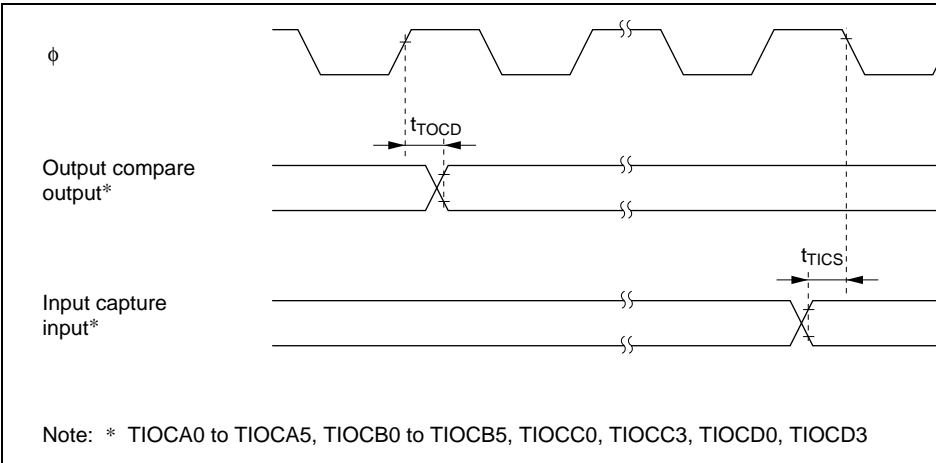 ϕ
tTOCD
Output compare
output*
tTICS
Input capture
input*
Note: * TIOCA0 to TIOCA5, TIOCB0 to TIOCB5, TIOCC0, TIOCC3, TIOCD0, TIOCD3